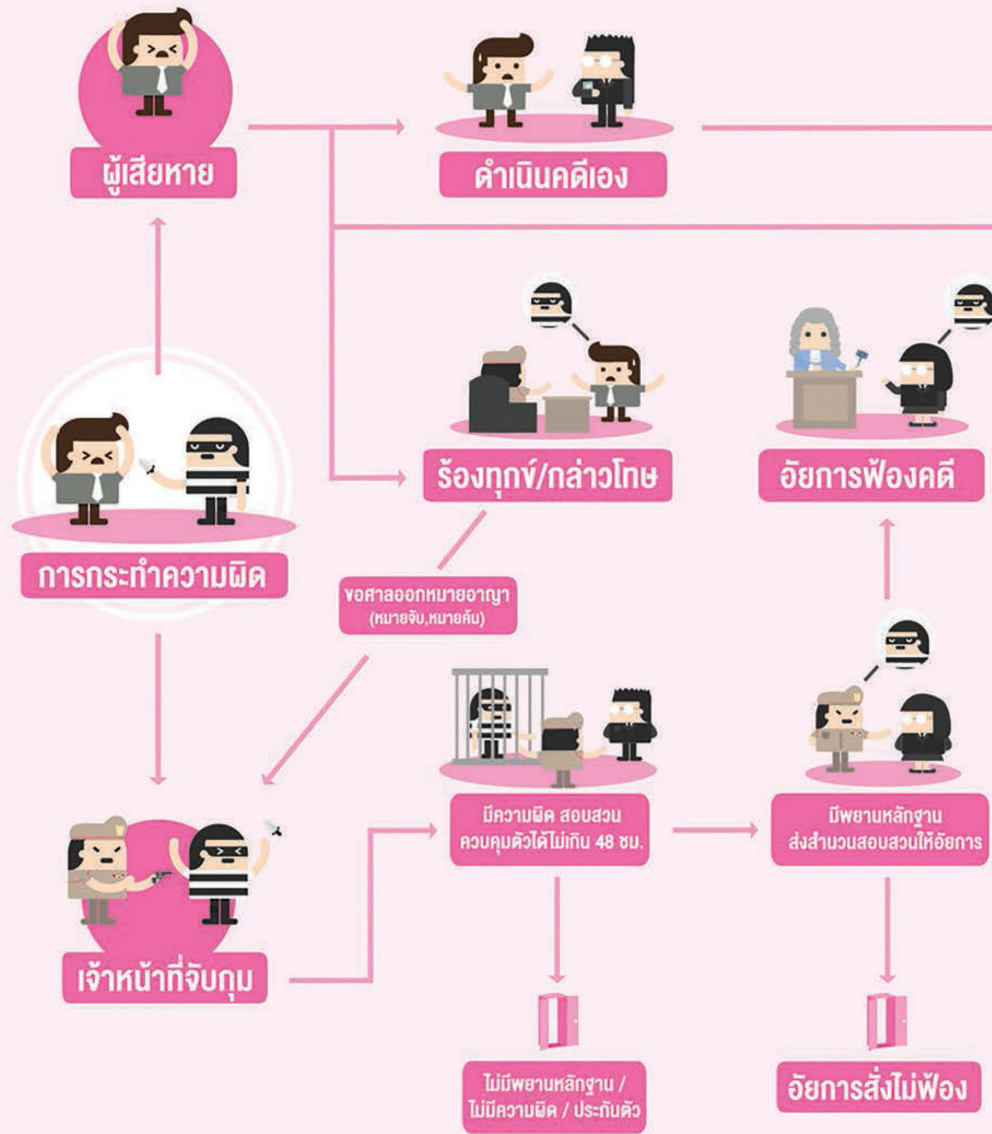 ผู้เสียหาย
ดำเนินคดีเอง
ร้องทุกข์/กล่าวโทษ
อัยการฟ้องคดี
การกระทำความผิด
ขอศาลออกหมายอาญา
(หมายจับ,หมายค้น)
มีความผิด สอบสวน
ควบคุมตัวได้ไม่เกิน 48 ชม.
มีพยานหลักฐาน
ส่งสำนวนสอบสวนให้อัยการ
เจ้าหน้าที่จับกุม
ไม่มีพยานหลักฐาน /
ไม่มีความผิด / ประกันตัว
อัยการสั่งไม่ฟ้อง